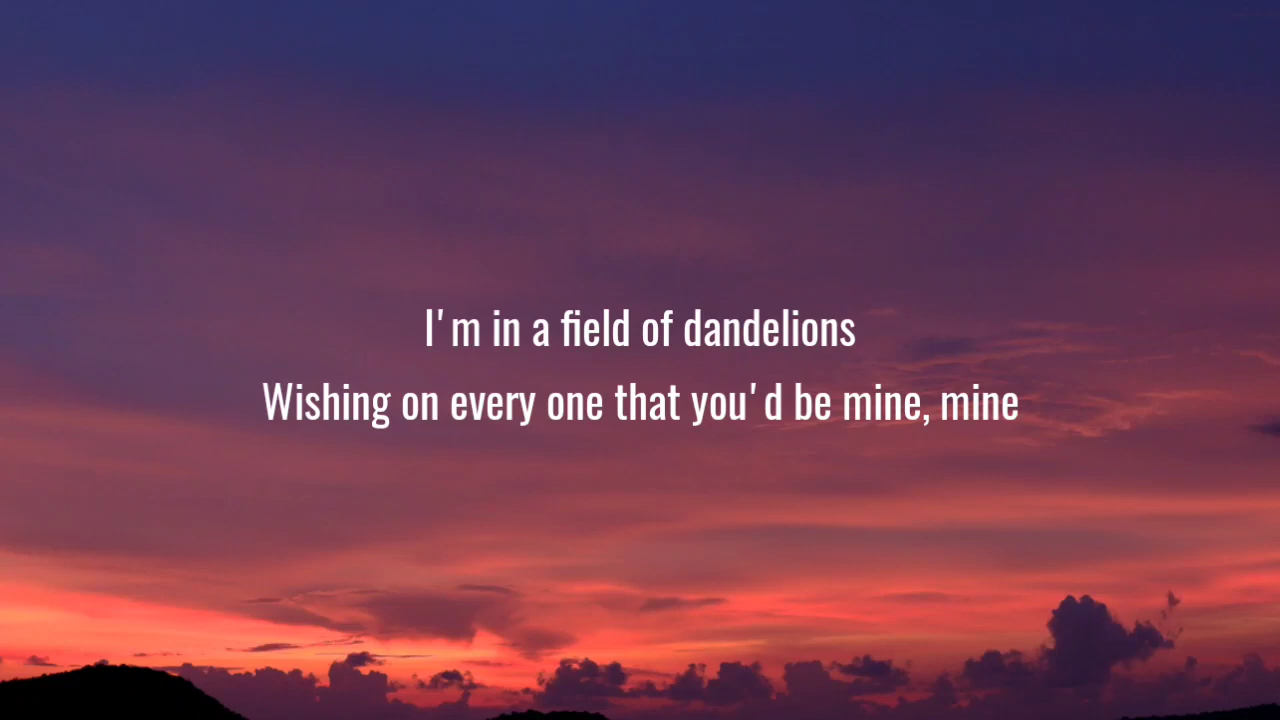 I'm in a field of dandelions
Wishing on every one that you'd be mine, mine